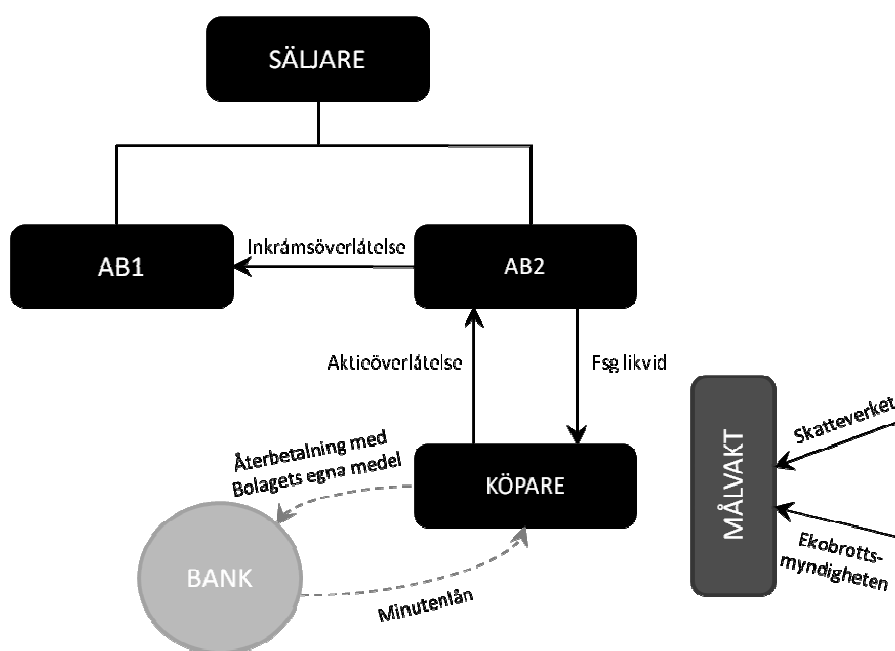 SÄLJARE
Inkråmsöverlåtelse
AB1
AB2
Aktieöverlåtelse
Fsg likvid
Skatteverket
Återbetalning med
Bolagets egna medel
KÖPARE
MÅLVAKT
Ekobrotts-
myndigheten
BANK
Minutenlån